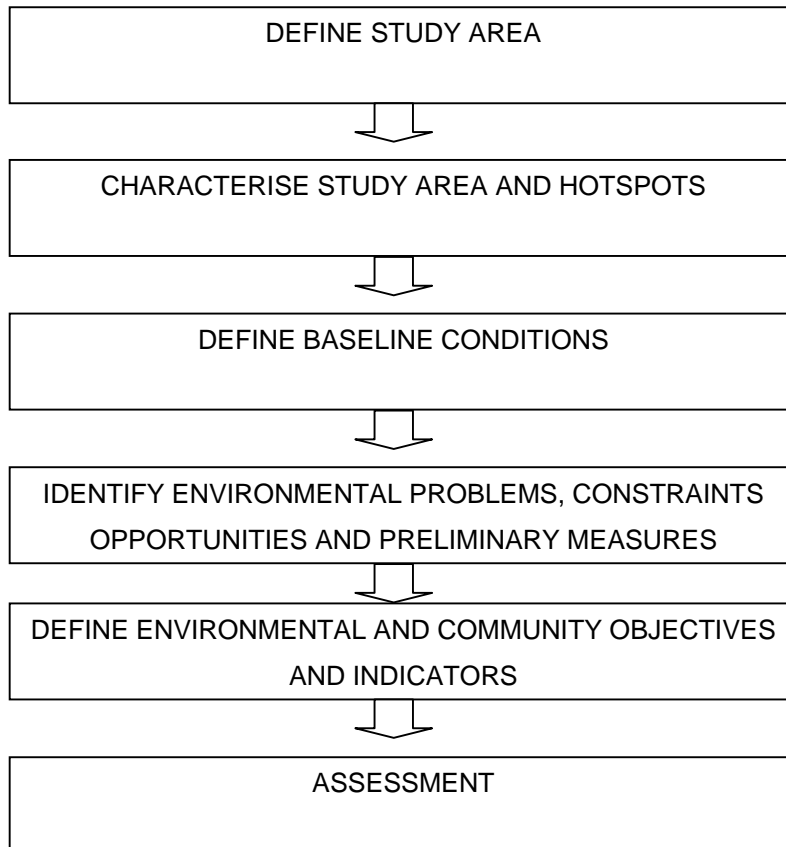 DEFINE STUDY AREA
CHARACTERISE STUDY AREA AND HOTSPOTS
DEFINE BASELINE CONDITIONS
IDENTIFY ENVIRONMENTAL PROBLEMS, CONSTRAINTS
OPPORTUNITIES AND PRELIMINARY MEASURES
DEFINE ENVIRONMENTAL AND COMMUNITY OBJECTIVES
AND INDICATORS
ASSESSMENT